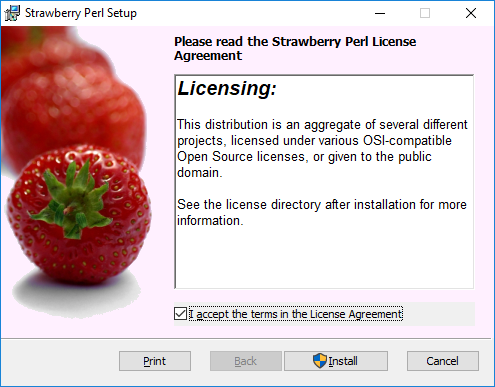 Strawberry Perl Setup
Please read the Strawberry Perl License
Agreement
Licensing:
This distribution is an aggregate of several different
projects, licensed under various OSI-compatible
Open Source licenses, or given to the public
domain.
See the license directory after installation for more
information.
I accept the terms in the License Agreement
Print
Back
Install
Cancel